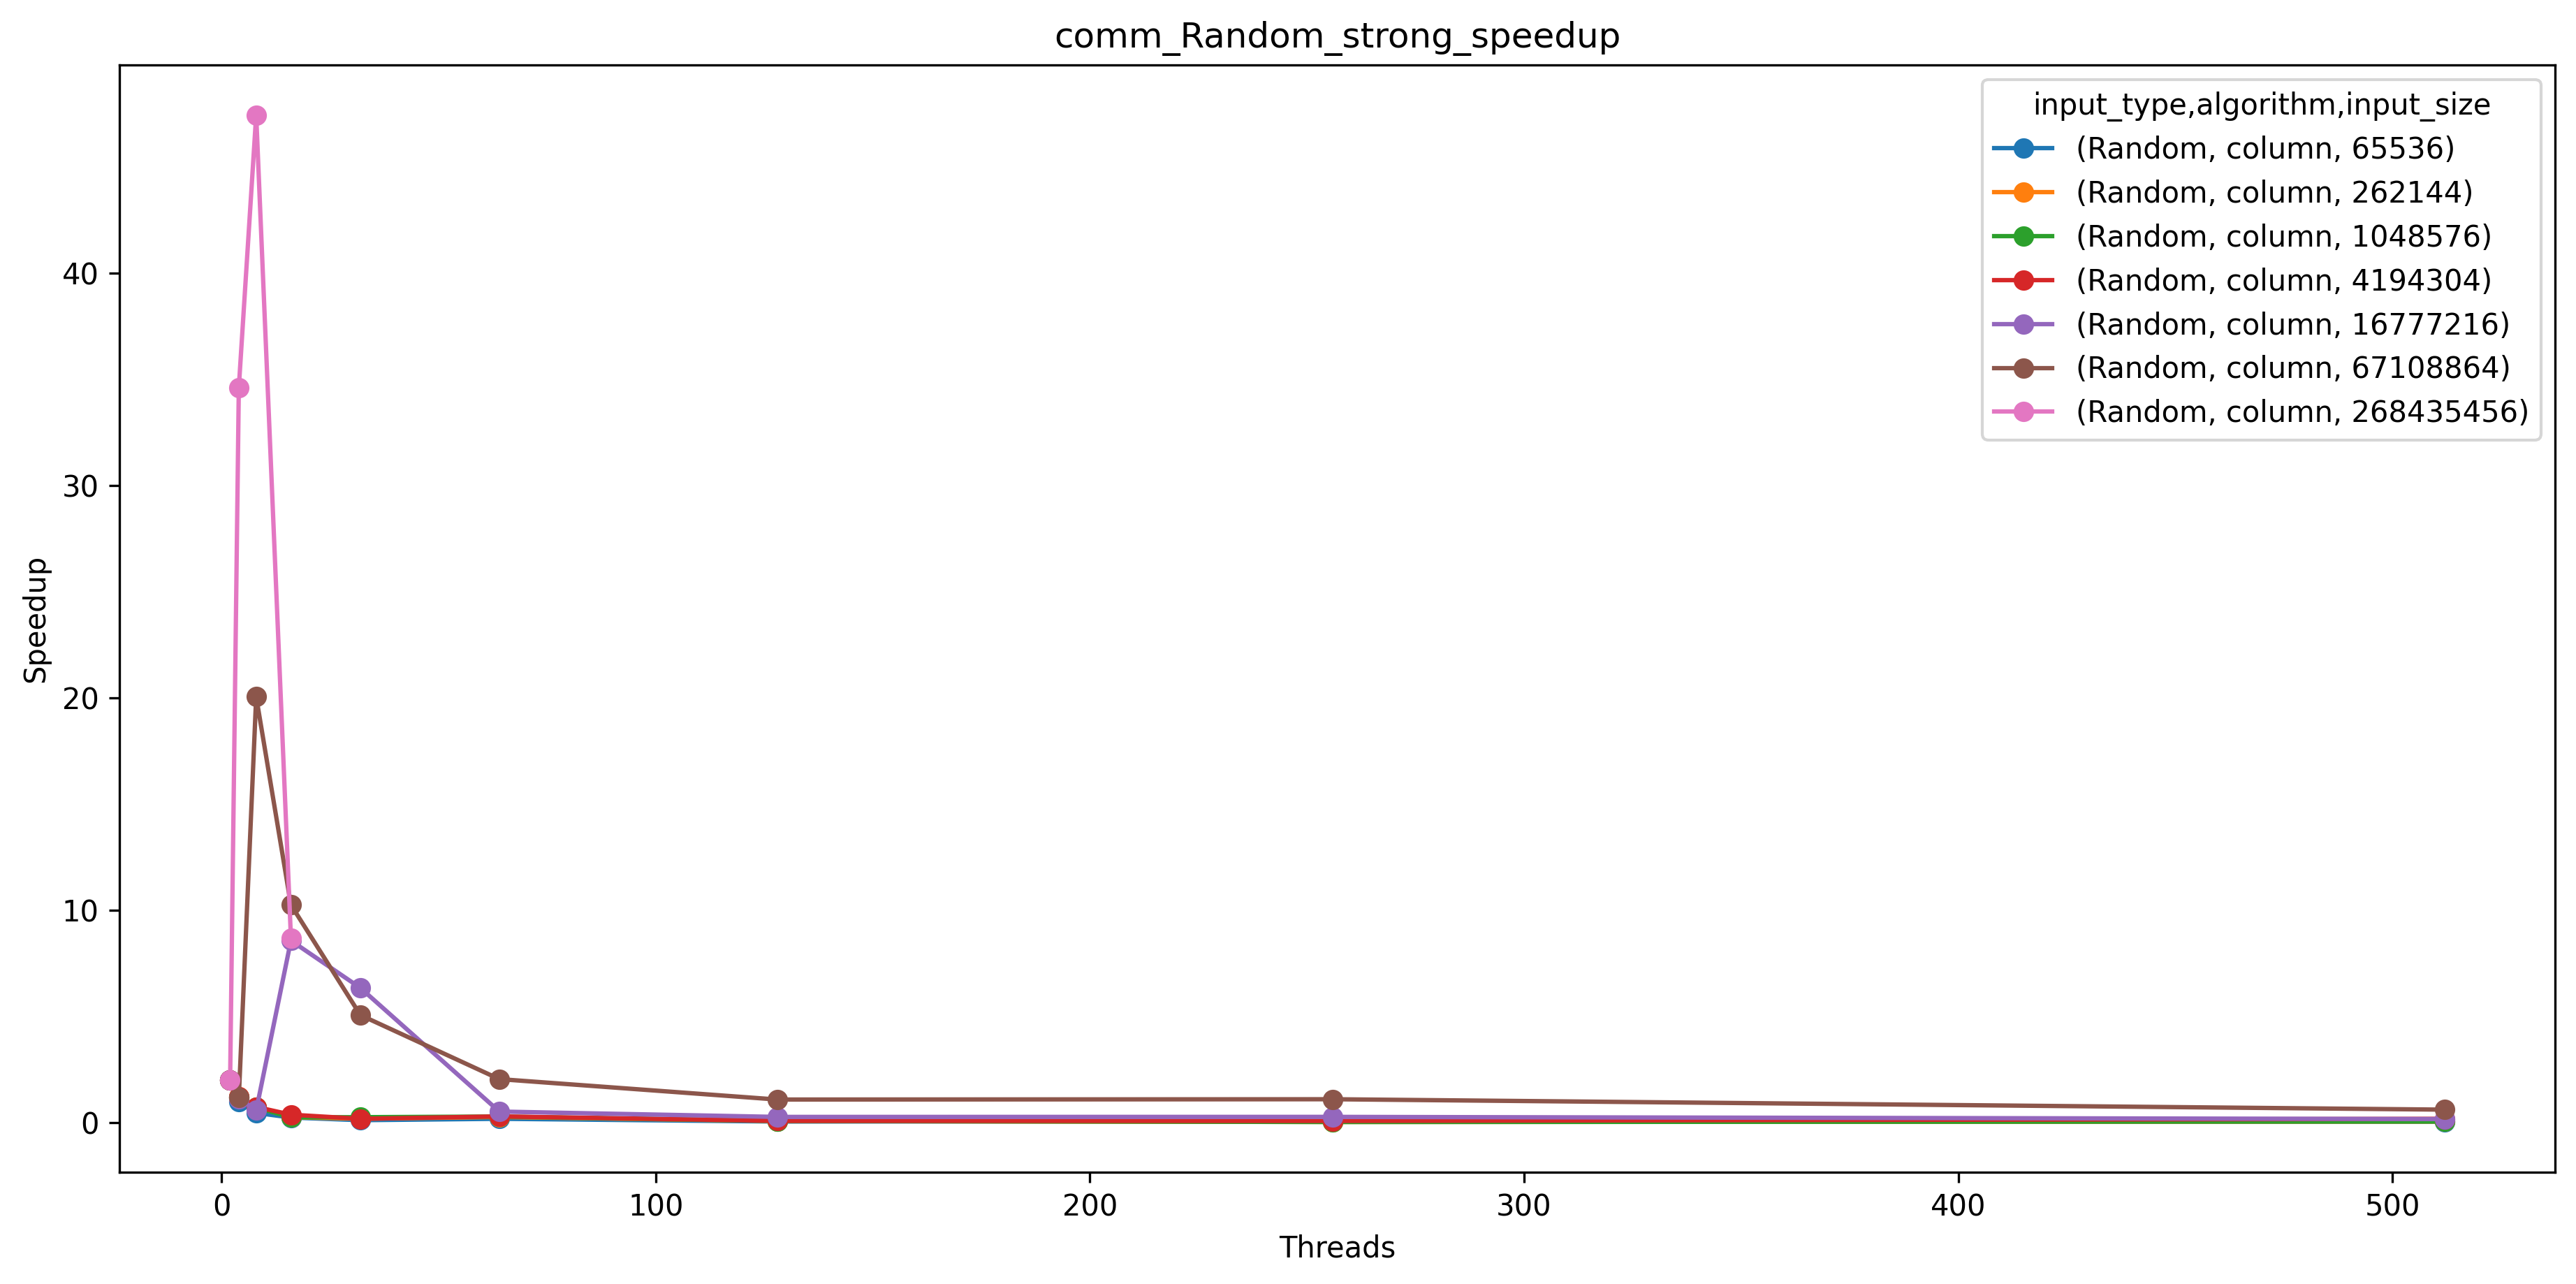 comm_Random_strong_speedup
input_type,algorithm,input_size
(Random, column, 65536)
(Random, column, 262144)
(Random, column, 1048576)
(Random, column, 4194304)
(Random, column, 16777216)
(Random, column, 67108864)
(Random, column, 268435456)
Speedup
40
30
20
10
0
0
100
200
300
400
500
Threads